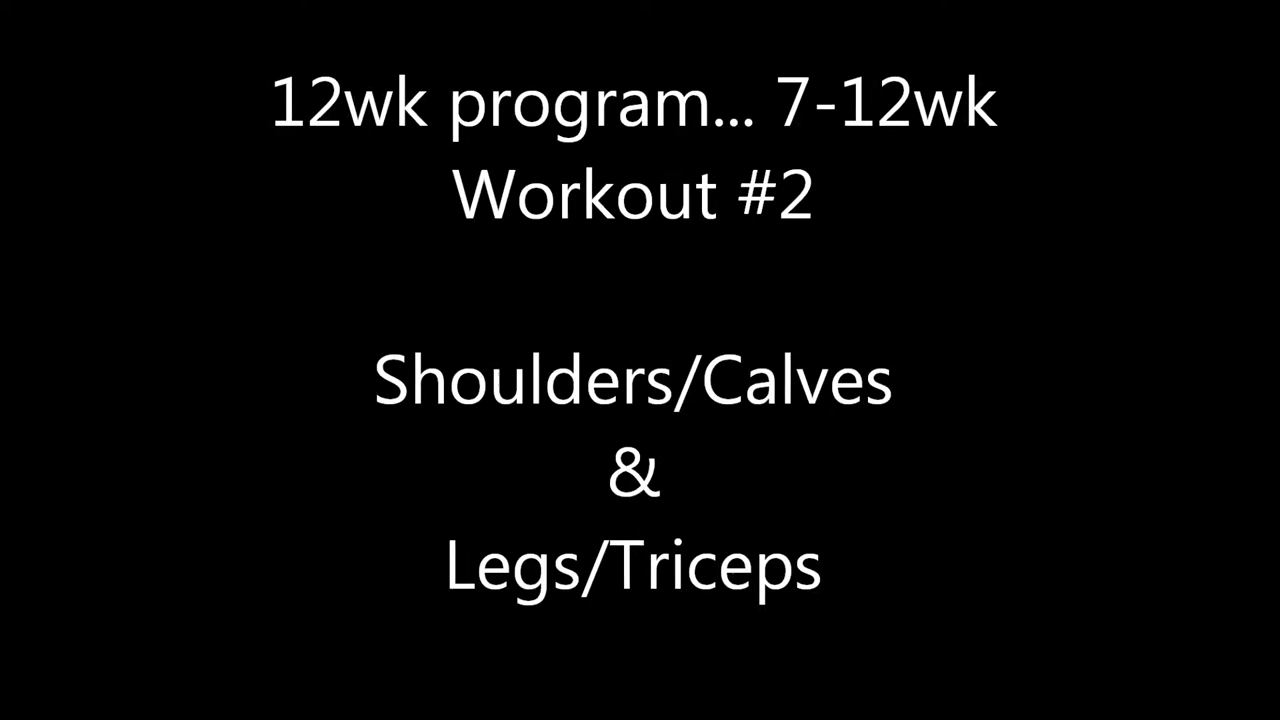 12wk program... 7-12wk
Workout #2
Shoulders/Calves
&
Legs/Triceps